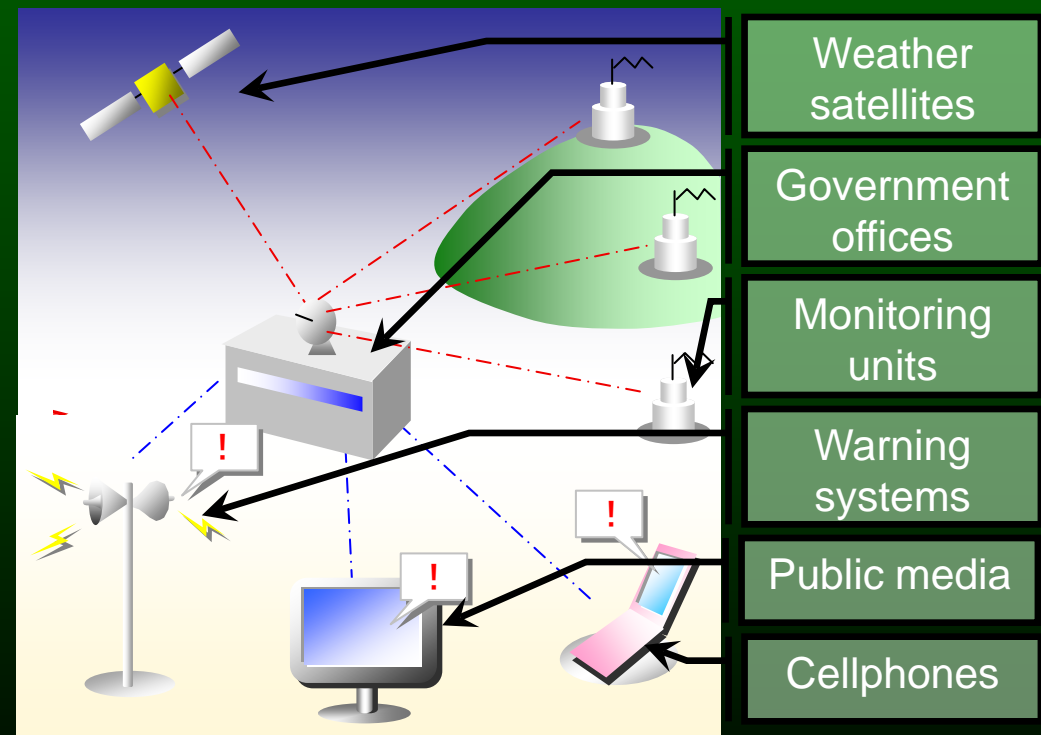 Weather
satellites
Government
offices
Monitoring
units
Warning
systems
Public media
Cellphones
!
!
!